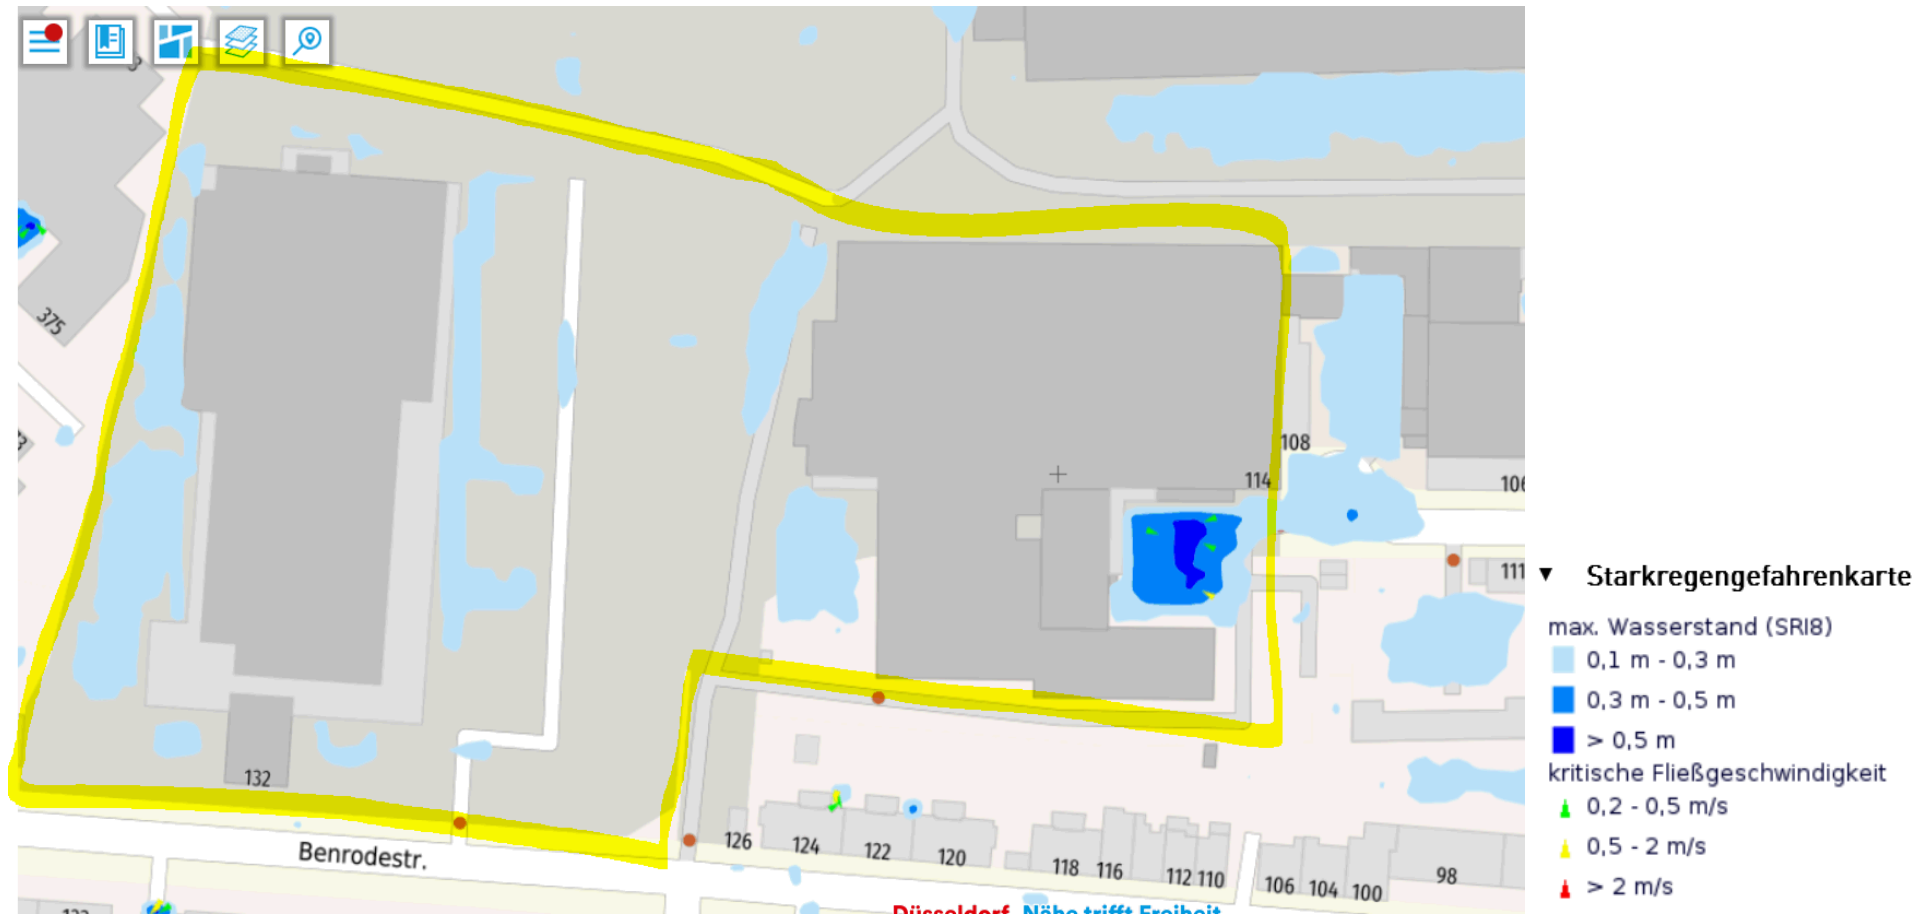 375
108
114
106
111
132
Benrodestr.
126
124
122
120
118
116
112
110
106
104
100
98
Düsseldorf Nähe trifft Freiheit
▼ Starkregengefahrenkarte
max. Wasserstand (SRI8)
0,1 m - 0,3 m
0,3 m - 0,5 m
> 0,5 m
kritische Fließgeschwindigkeit
0,2 - 0,5 m/s
0,5 - 2 m/s
> 2 m/s